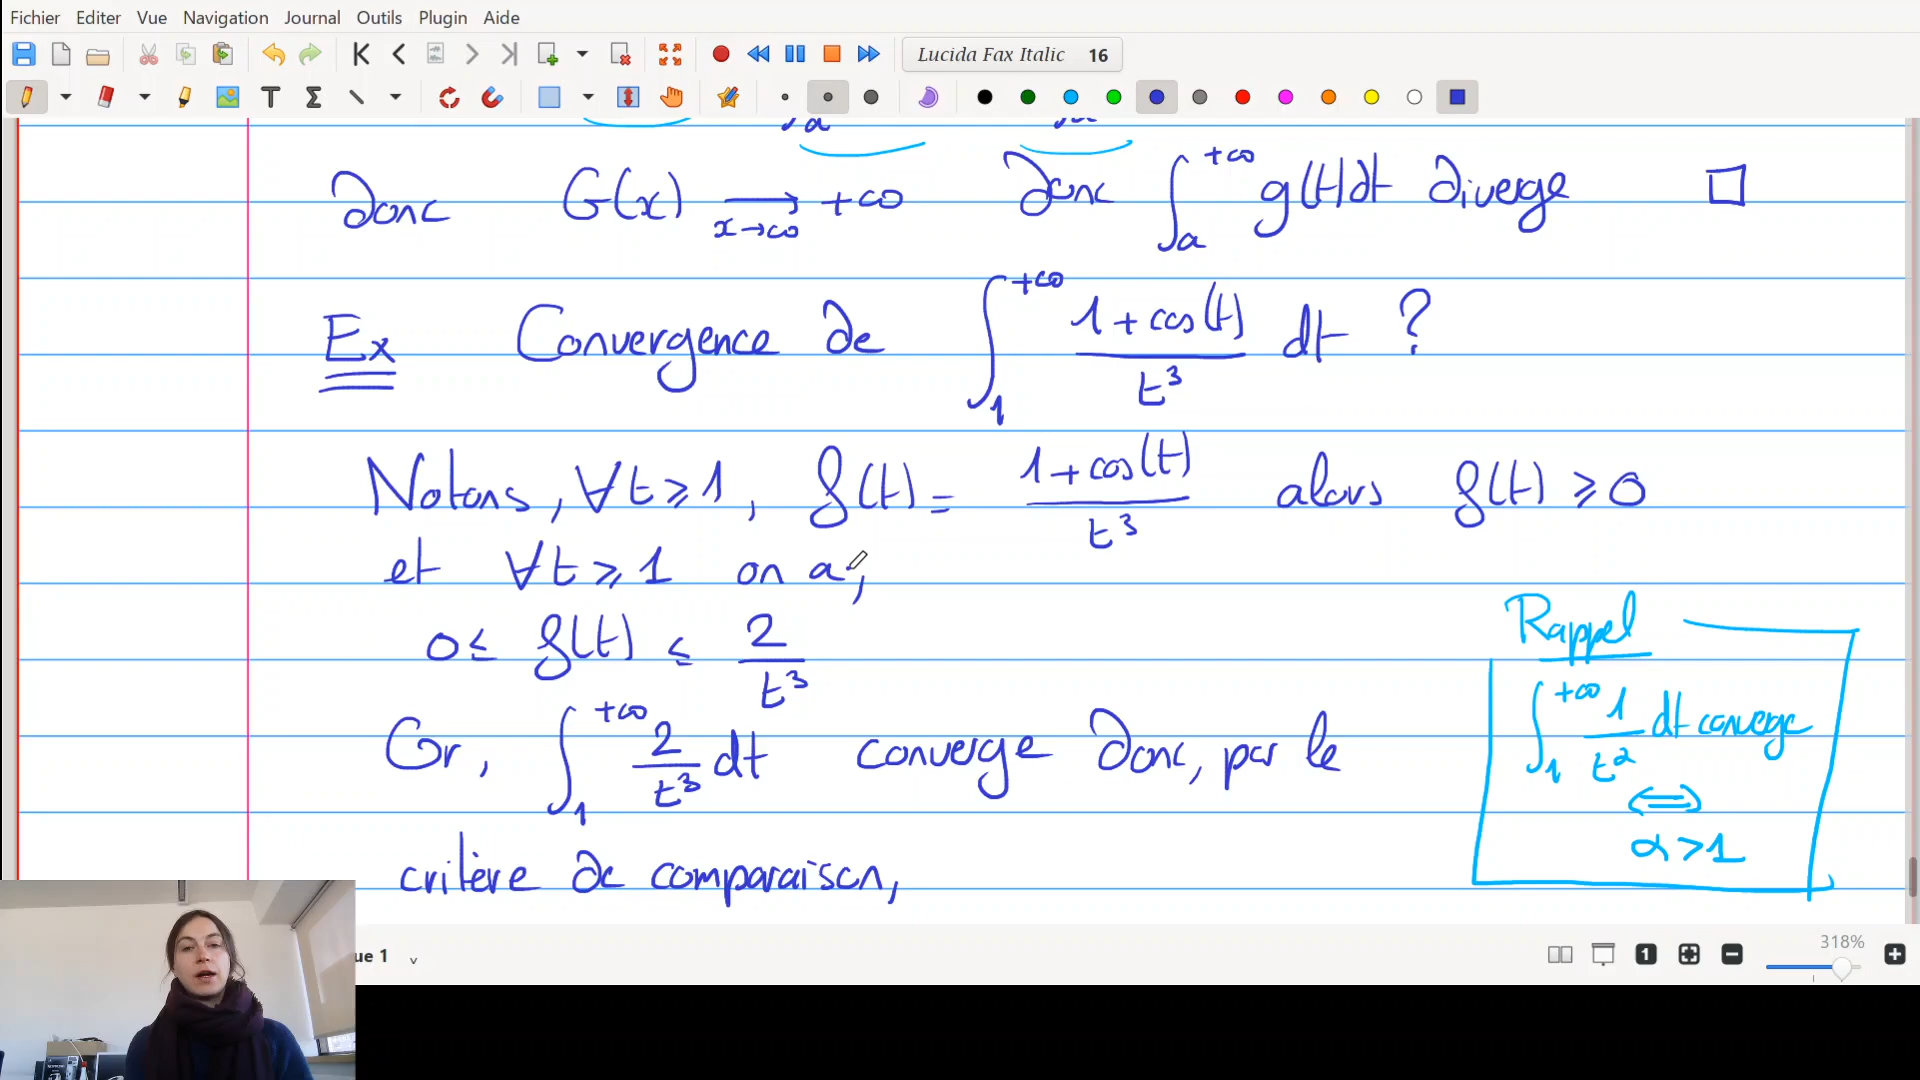 Fichier Editer Vue Navigation Journal Outils Plugin Aide
Lucida Fax Italic 16
donc G(x) ⟶ +∞ donc ∫ₐ^{+∞} g(t)dt diverge □
x→∞
Ex Convergence de ∫₁^{+∞} (1+cos(t))/t³ dt ?
Notons, ∀t≥1, f(t) = (1+cos(t))/t³ alors f(t) ≥ 0
et ∀t≥1 on a,
0 ≤ f(t) ≤ 2/t³
Or, ∫₁^{+∞} 2/t³ dt converge donc, par le
critère de comparaison,
Rappel
∫₁^{+∞} 1/t^α dt converge
⟺
α>1
ue 1
318%